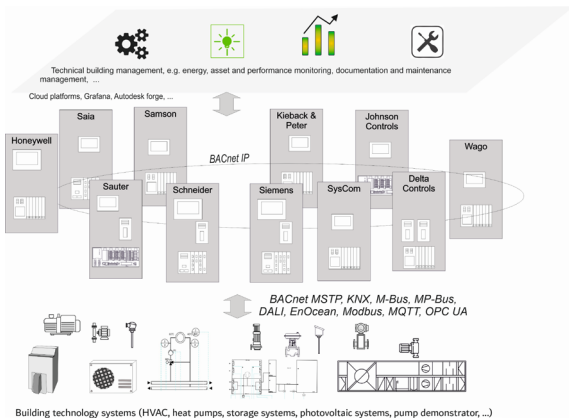 Technical building management, e.g. energy, asset and performance monitoring, documentation and maintenance
management, ...
Cloud platforms, Grafana, Autodesk forge, ...
Honeywell
Saia
Samson
Kieback &
Peter
Johnson
Controls
Wago
BACnet IP
Sauter
Schneider
Siemens
SysCom
Delta
Controls
BACnet MSTP, KNX, M-Bus, MP-Bus,
DALI, EnOcean, Modbus, MQTT, OPC UA
Building technology systems (HVAC, heat pumps, storage systems, photovoltaic systems, pump demonstrator, ...)